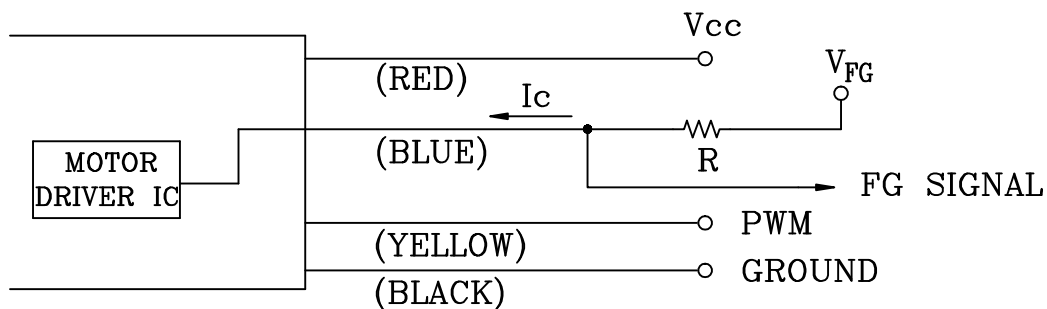 Vcc
V_FG
(RED)
Ic
(BLUE)
R
MOTOR
DRIVER IC
FG SIGNAL
PWM
(YELLOW)
GROUND
(BLACK)